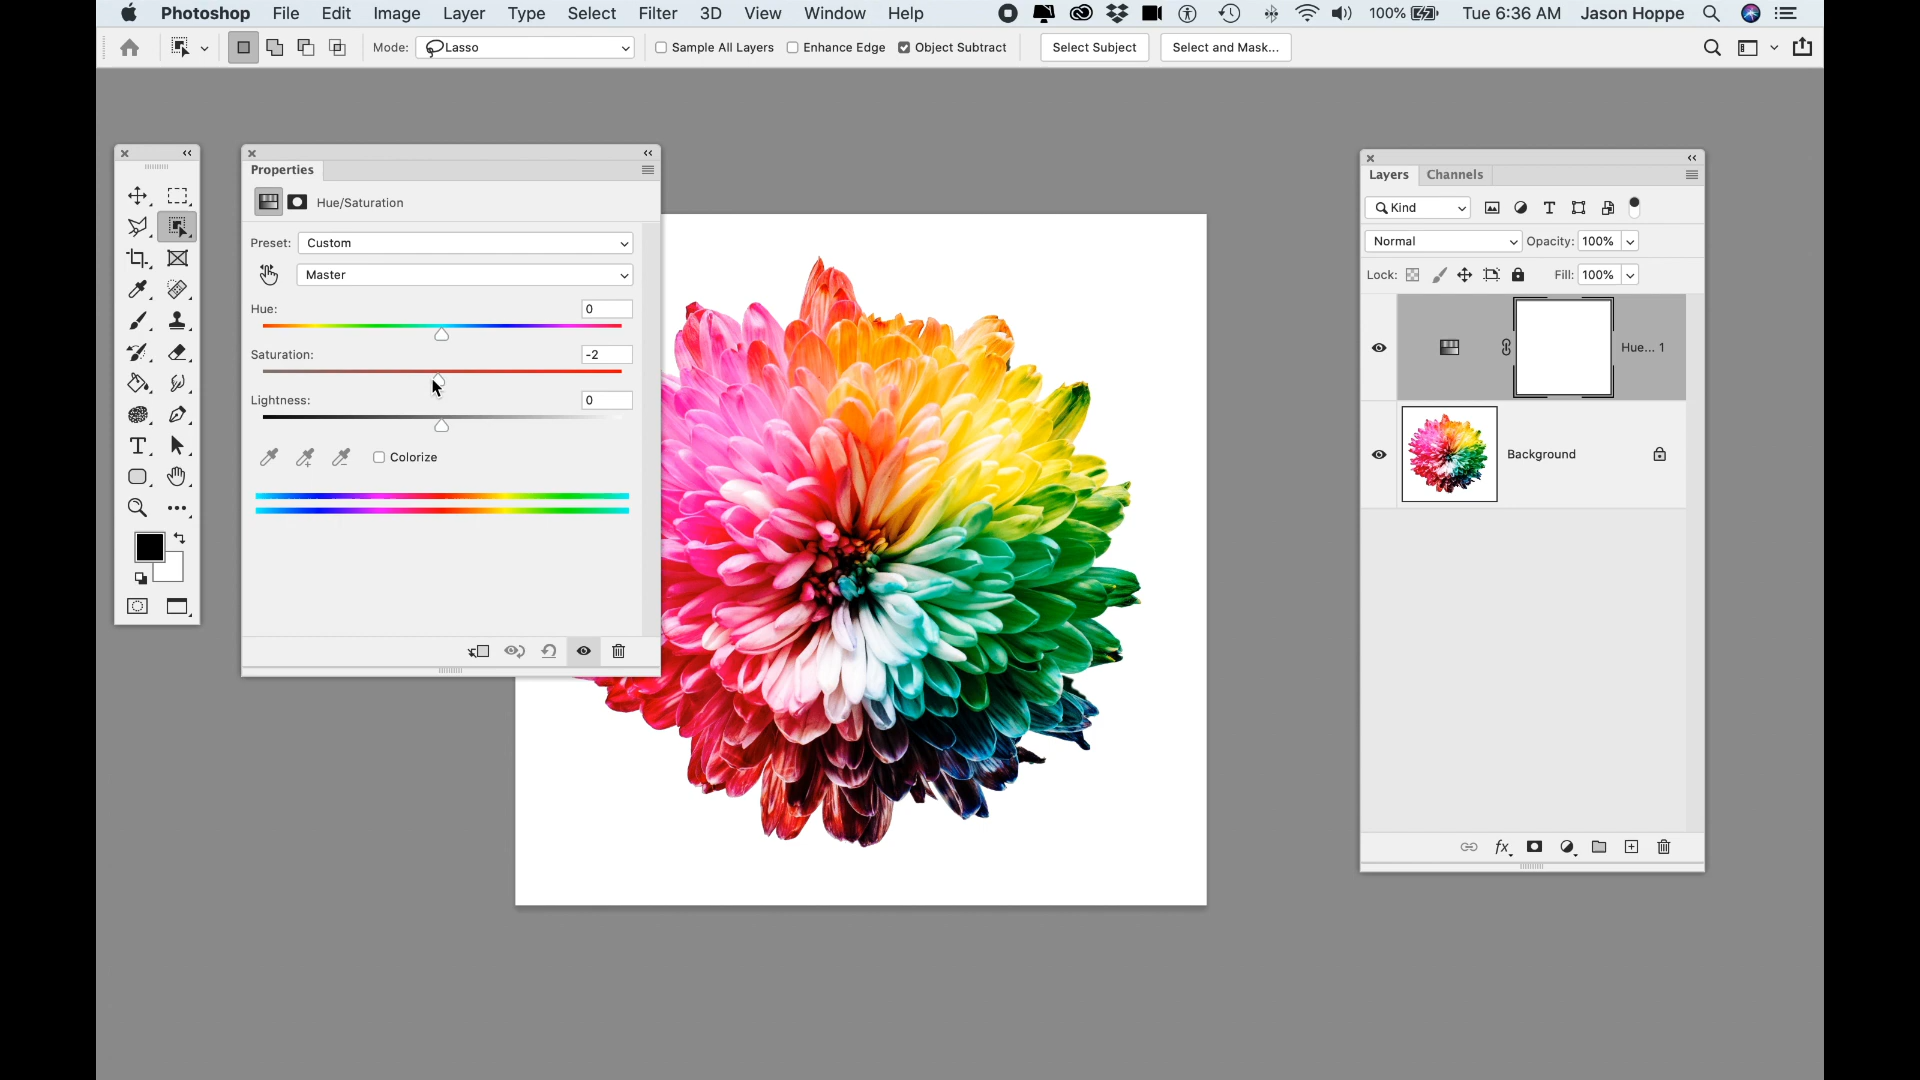 Photoshop File Edit Image Layer Type Select Filter 3D View Window Help 100% Tue 6:36 AM Jason Hoppe
Mode: Lasso Sample All Layers Enhance Edge Object Subtract Select Subject Select and Mask...
Properties
Hue/Saturation
Preset: Custom
Master
Hue: 0
Saturation: -2
Lightness: 0
Colorize
Layers Channels
Kind
Normal Opacity: 100%
Lock: Fill: 100%
Hue... 1
Background